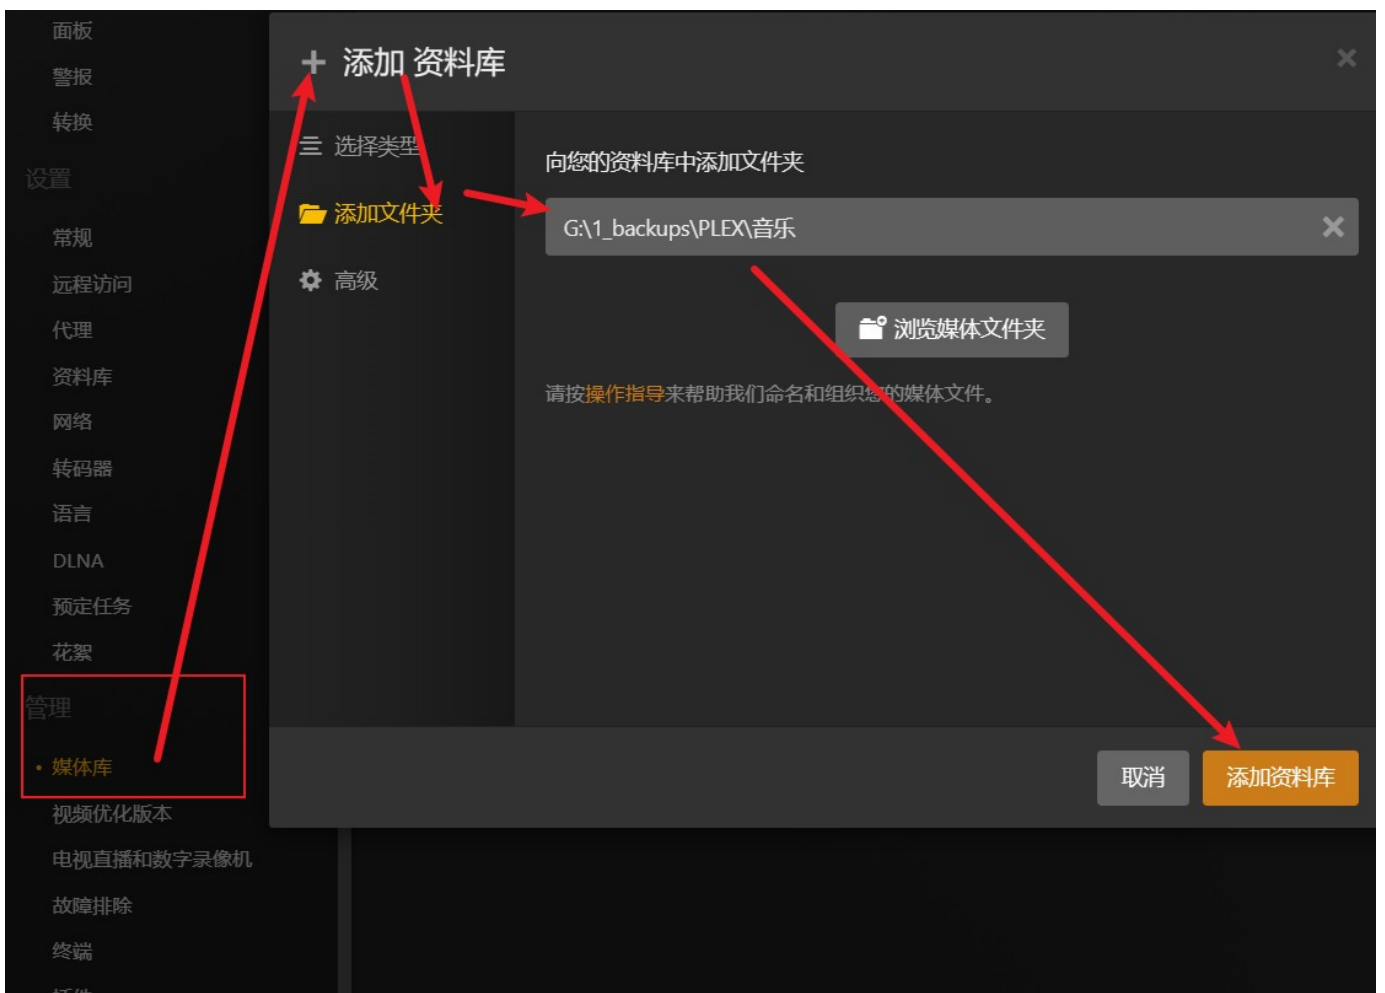 面板
警报
转换
设置
常规
远程访问
代理
资料库
网络
转码器
语言
DLNA
预定任务
花絮
管理
媒体库
视频优化版本
电视直播和数字录像机
故障排除
终端
插件
添加 资料库
选择类型
添加文件夹
高级
向您的资料库中添加文件夹
G:\1_backups\PLEX\音乐
浏览媒体文件夹
请按操作指导来帮助我们命名和组织您的媒体文件。
取消
添加资料库